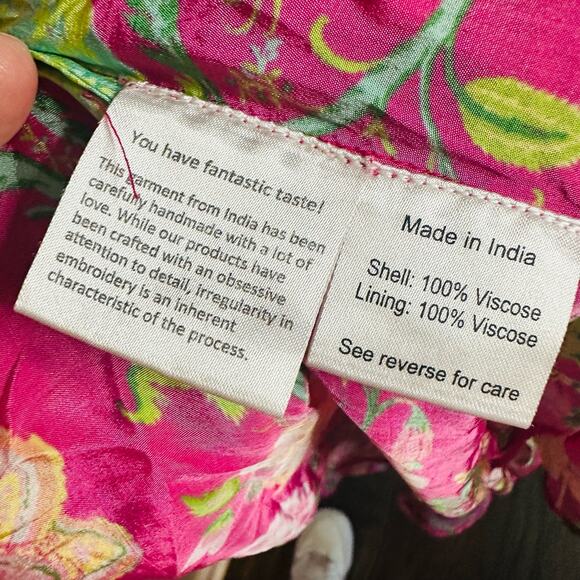 You have fantastic taste!
This garment from India has been
carefully handmade with a lot of
love. While our products have
been crafted with an obsessive
attention to detail, irregularity in
embroidery is an inherent
characteristic of the process.
Made in India
Shell: 100% Viscose
Lining: 100% Viscose
See reverse for care